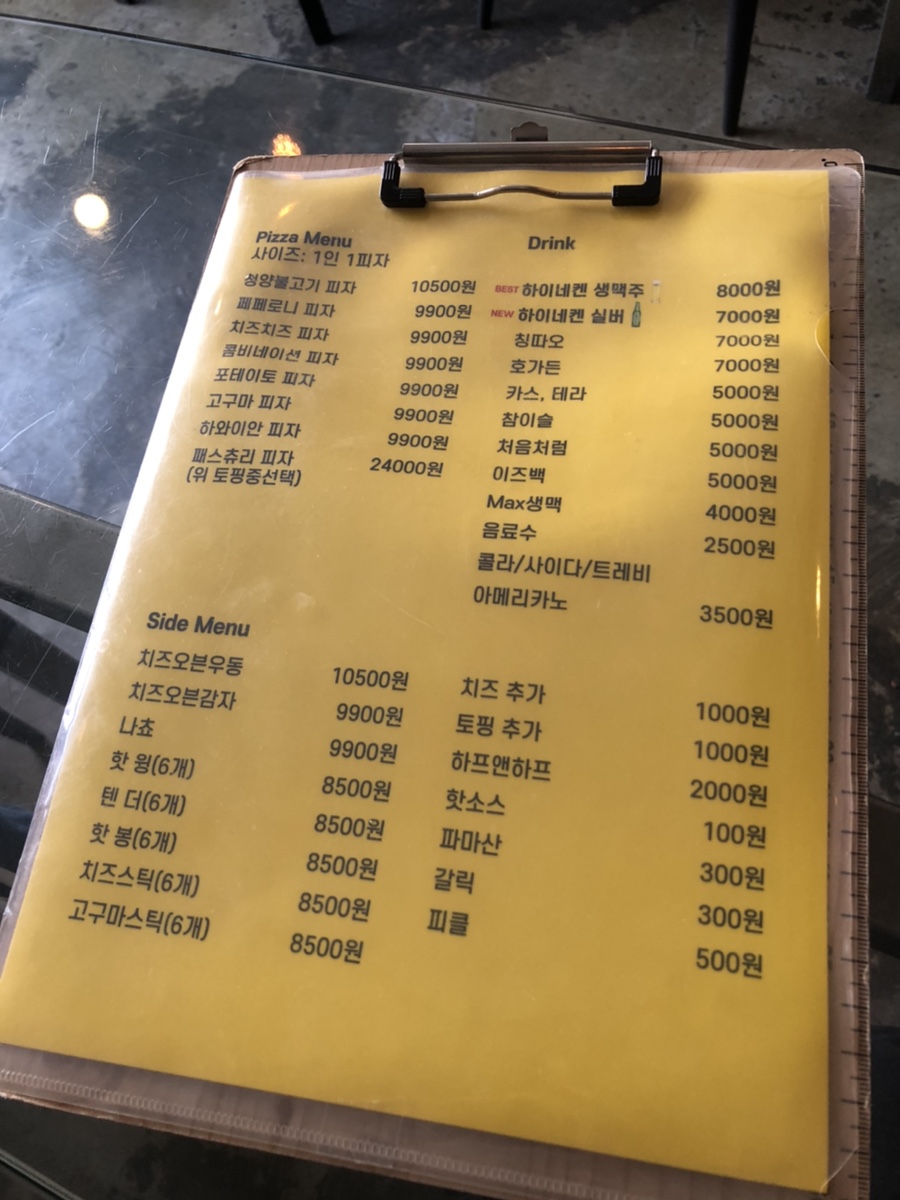 Pizza Menu
사이즈: 1인 1피자
청양불고기 피자 10500원
페페로니 피자 9900원
치즈치즈 피자 9900원
콤비네이션 피자 9900원
포테이토 피자 9900원
고구마 피자 9900원
하와이안 피자 9900원
패스츄리 피자 24000원
(위 토핑중선택)
Drink
BEST 하이네켄 생맥주 8000원
NEW 하이네켄 실버 7000원
칭따오 7000원
호가든 7000원
카스, 테라 5000원
참이슬 5000원
처음처럼 5000원
이즈백 5000원
Max생맥 4000원
음료수 2500원
콜라/사이다/트레비
아메리카노 3500원
Side Menu
치즈오븐우동 10500원
치즈오븐감자 9900원
나쵸 9900원
핫 윙(6개) 8500원
텐 더(6개) 8500원
핫 봉(6개) 8500원
치즈스틱(6개) 8500원
고구마스틱(6개) 8500원
치즈 추가 1000원
토핑 추가 1000원
하프앤하프 2000원
핫소스 100원
파마산 300원
갈릭 300원
피클 500원